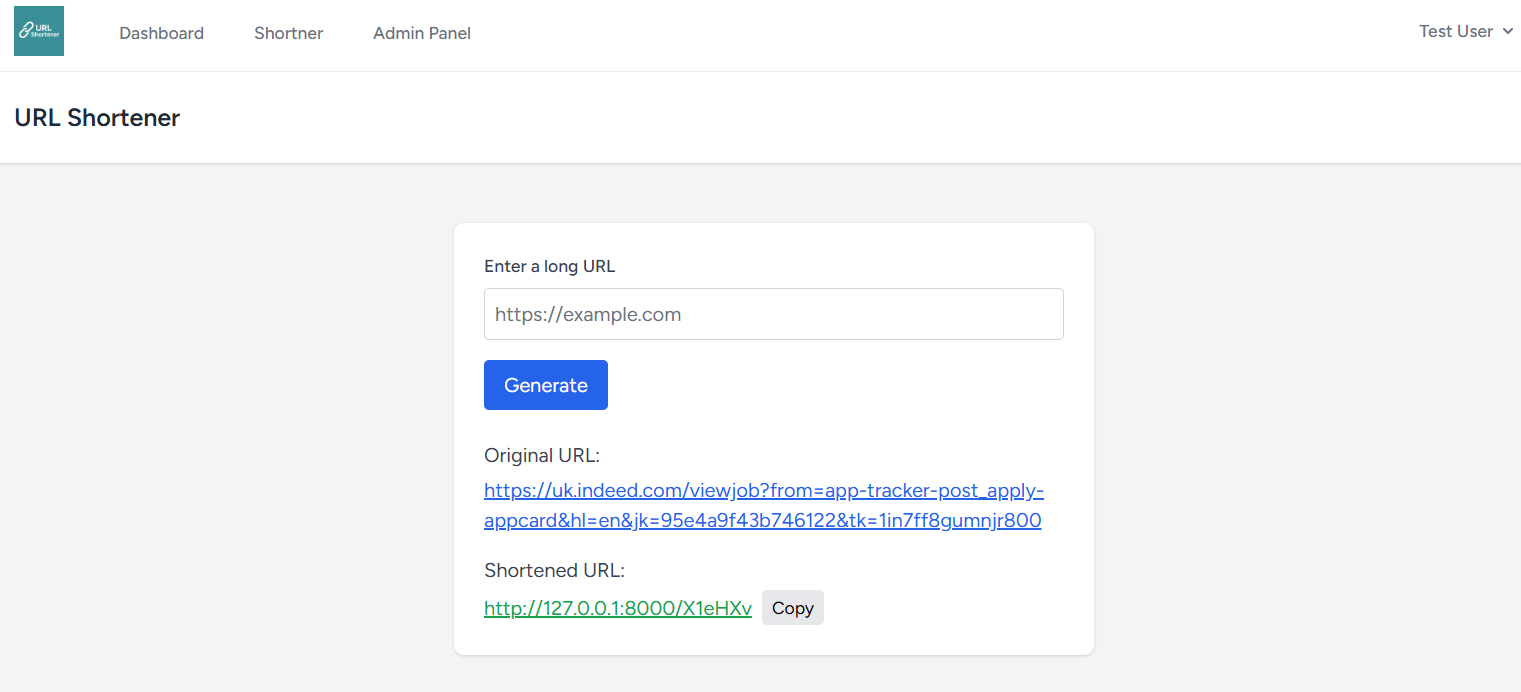 URL
Shortener
Dashboard
Shortner
Admin Panel
Test User
URL Shortener
Enter a long URL
https://example.com
Generate
Original URL:
https://uk.indeed.com/viewjob?from=app-tracker-post_apply-
appcard&hl=en&jk=95e4a9f43b746122&tk=1in7ff8gumnjr800
Shortened URL:
http://127.0.0.1:8000/X1eHXv
Copy